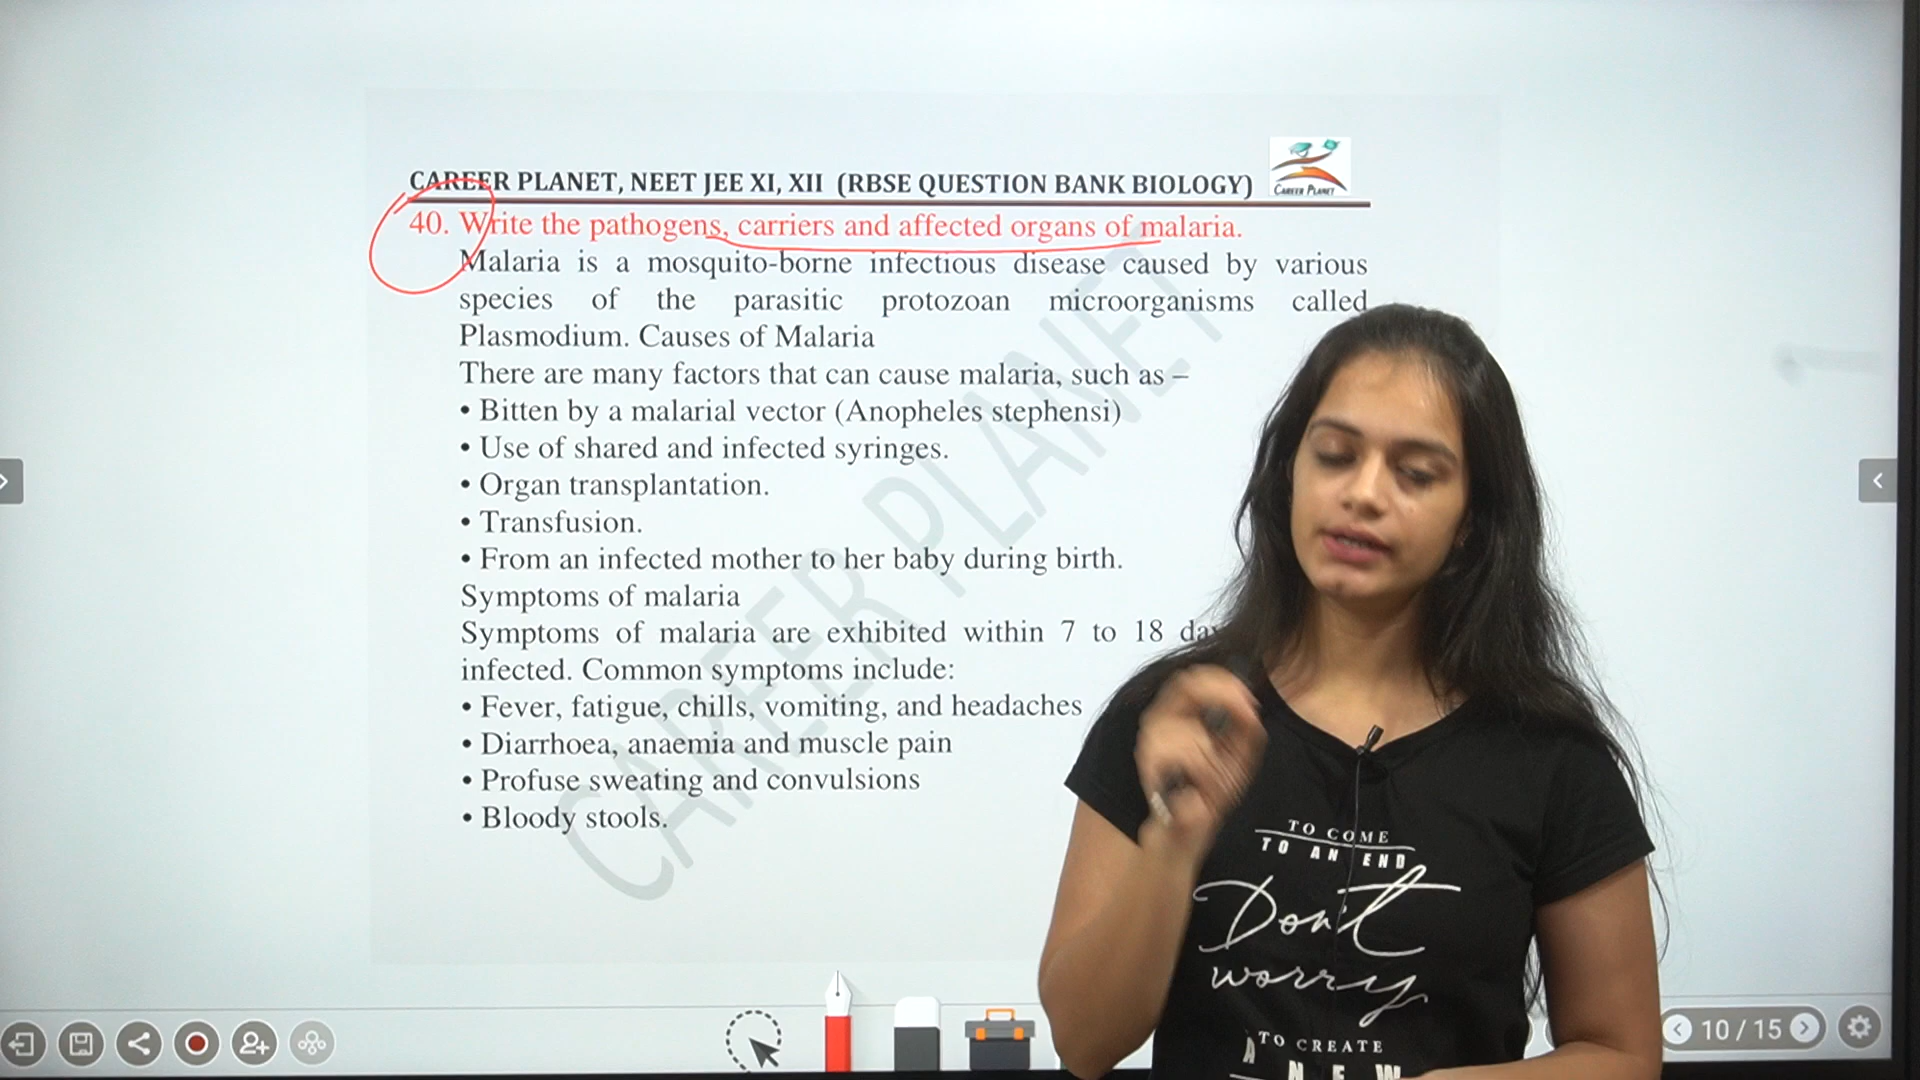 CAREER PLANET, NEET JEE XI, XII (RBSE QUESTION BANK BIOLOGY)
CAREER PLANET
40. Write the pathogens, carriers and affected organs of malaria.
Malaria is a mosquito-borne infectious disease caused by various
species of the parasitic protozoan microorganisms called
Plasmodium. Causes of Malaria
There are many factors that can cause malaria, such as –
• Bitten by a malarial vector (Anopheles stephensi)
• Use of shared and infected syringes.
• Organ transplantation.
• Transfusion.
• From an infected mother to her baby during birth.
Symptoms of malaria
Symptoms of malaria are exhibited within 7 to 18
infected. Common symptoms include:
• Fever, fatigue, chills, vomiting, and headaches
• Diarrhoea, anaemia and muscle pain
• Profuse sweating and convulsions
• Bloody stools.
CAREER PLANET
TO COME
TO AN END
Don't
worry
TO CREATE
A NEW
10 / 15